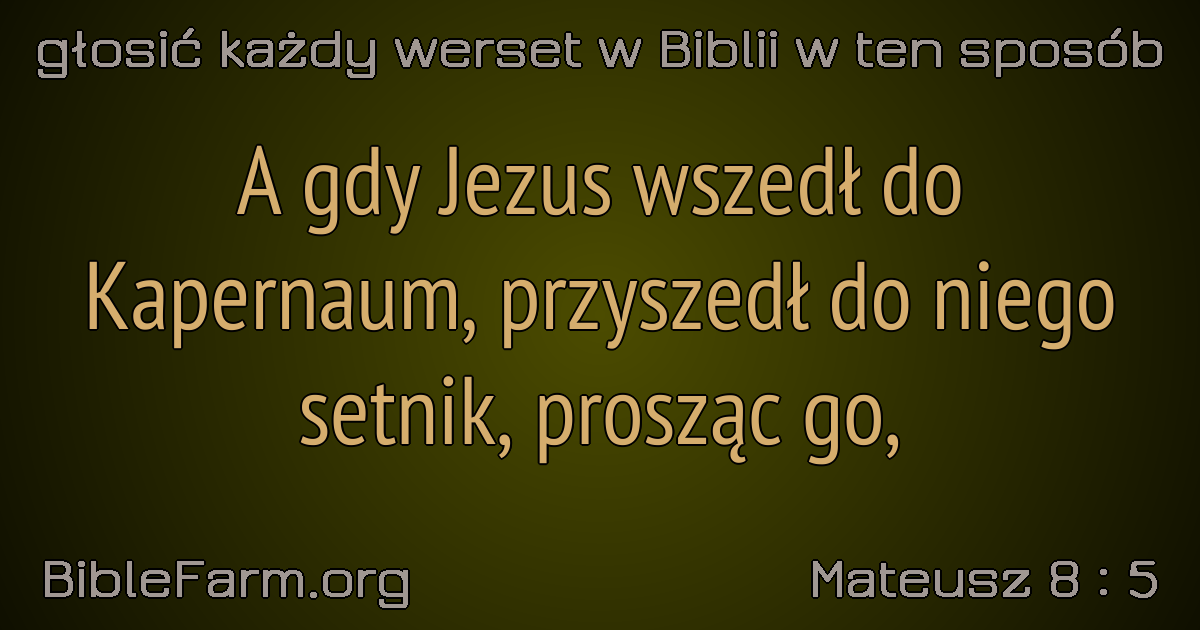 głosić każdy werset w Biblii w ten sposób
A gdy Jezus wszedł do
Kapernaum, przyszedł do niego
setnik, prosząc go,
BibleFarm.org
Mateusz 8 : 5